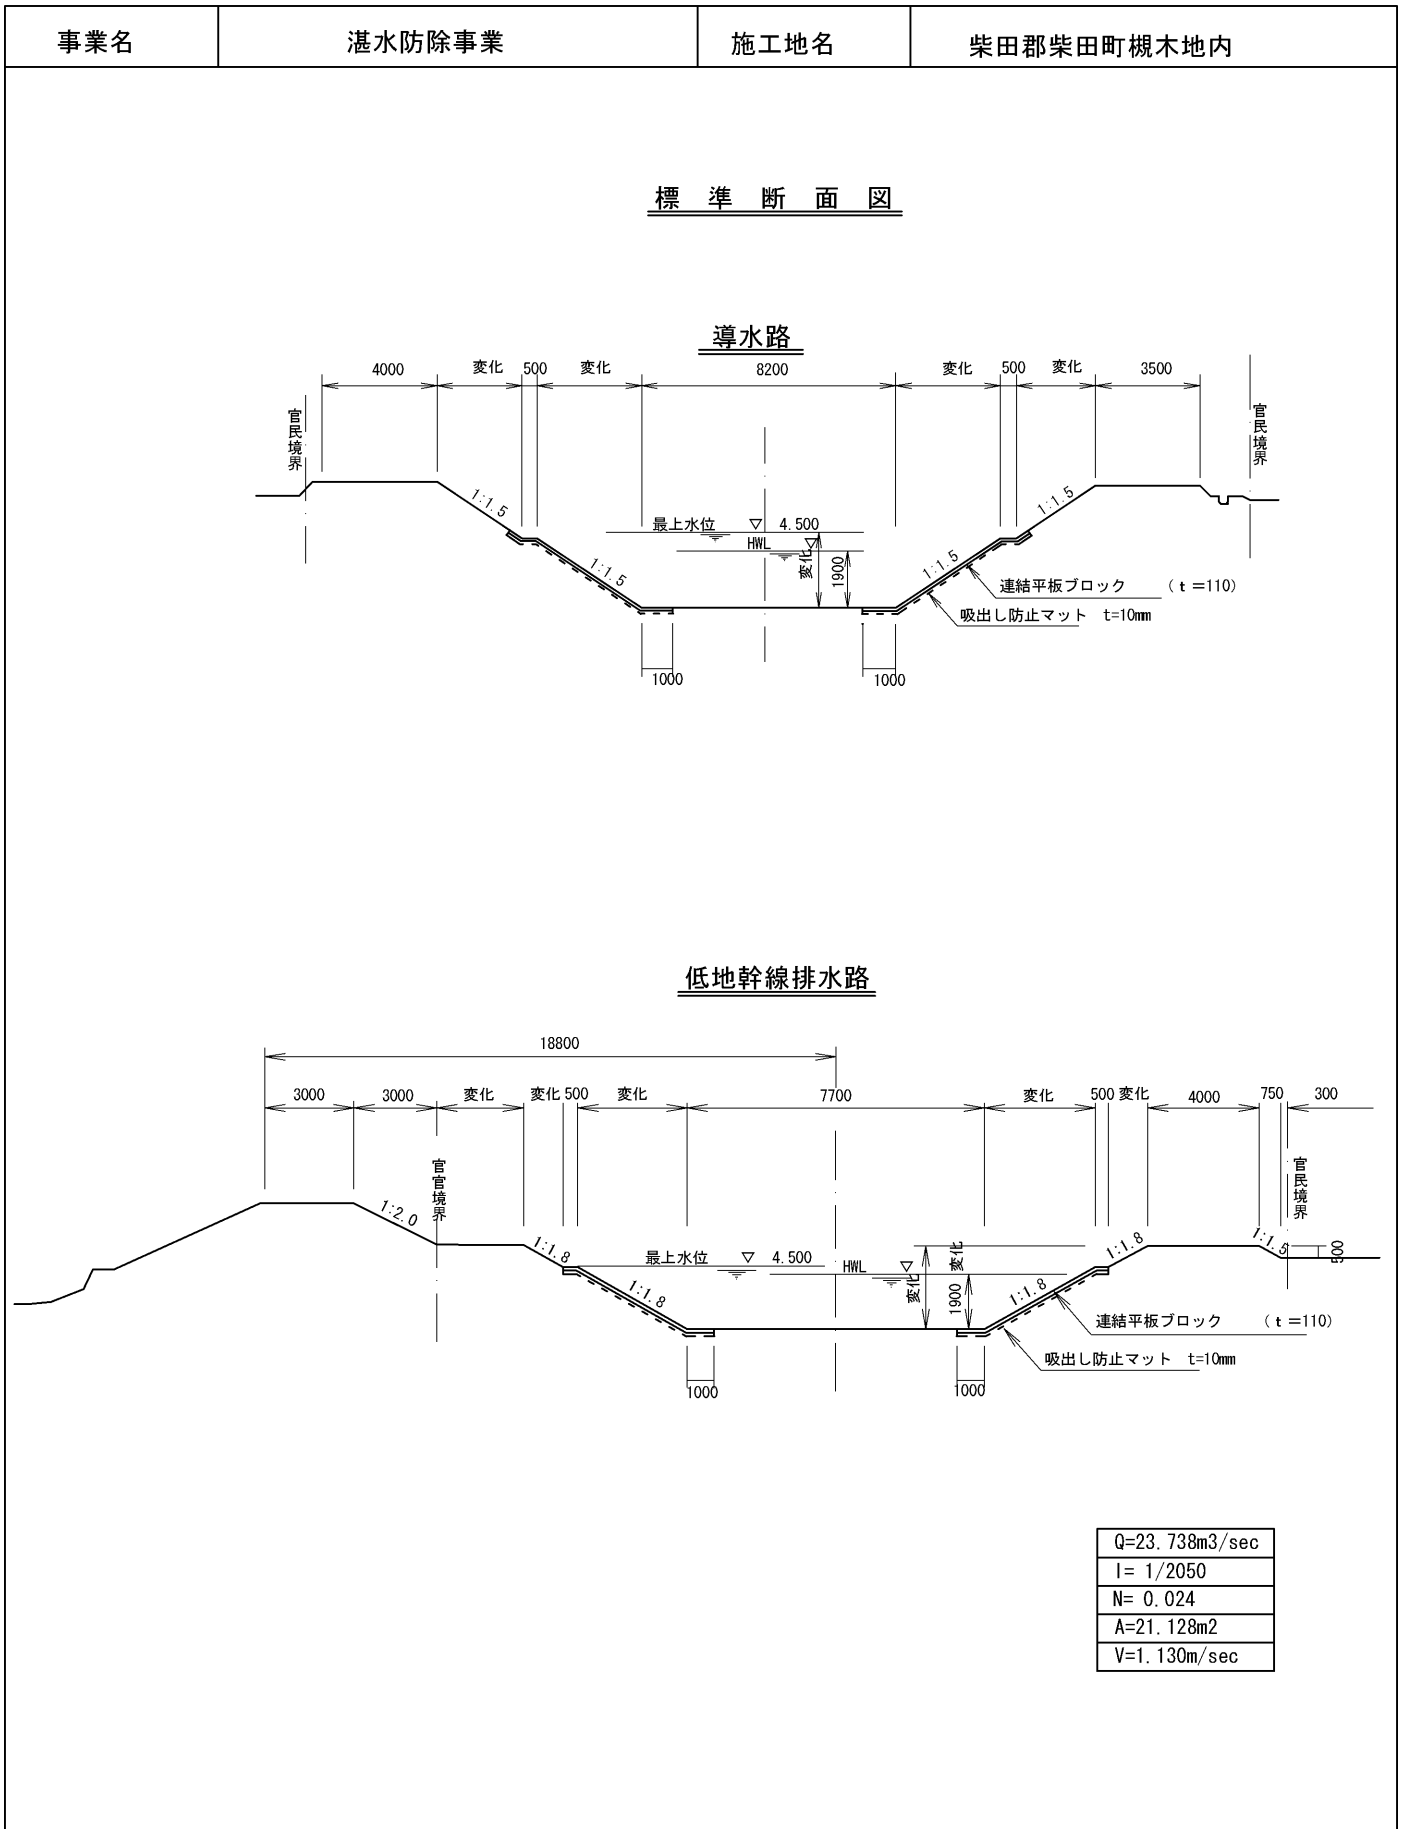 事業名 湛水防除事業 施工地名 柴田郡柴田町槻木地内
標準断面図
導水路
4000 変化 500 変化 8200 変化 500 変化 3500
官民境界
官民境界
1:1.5
1:1.5
最上水位 ▽ 4.500
HWL ▽
変化
1900
1:1.5
1:1.5
連結平板ブロック (t=110)
吸出し防止マット t=10mm
1000 1000
低地幹線排水路
18800
3000 3000 変化 変化 500 変化 7700 変化 500 変化 4000 750 300
官官境界
官民境界
1:2.0
1:1.8
1:1.8
最上水位 ▽ 4.500
HWL ▽
変化
変化
1900
1:1.8
1:1.8
1:1.5
500
連結平板ブロック (t=110)
吸出し防止マット t=10mm
1000 1000
Q=23.738m3/sec
I= 1/2050
N= 0.024
A=21.128m2
V=1.130m/sec